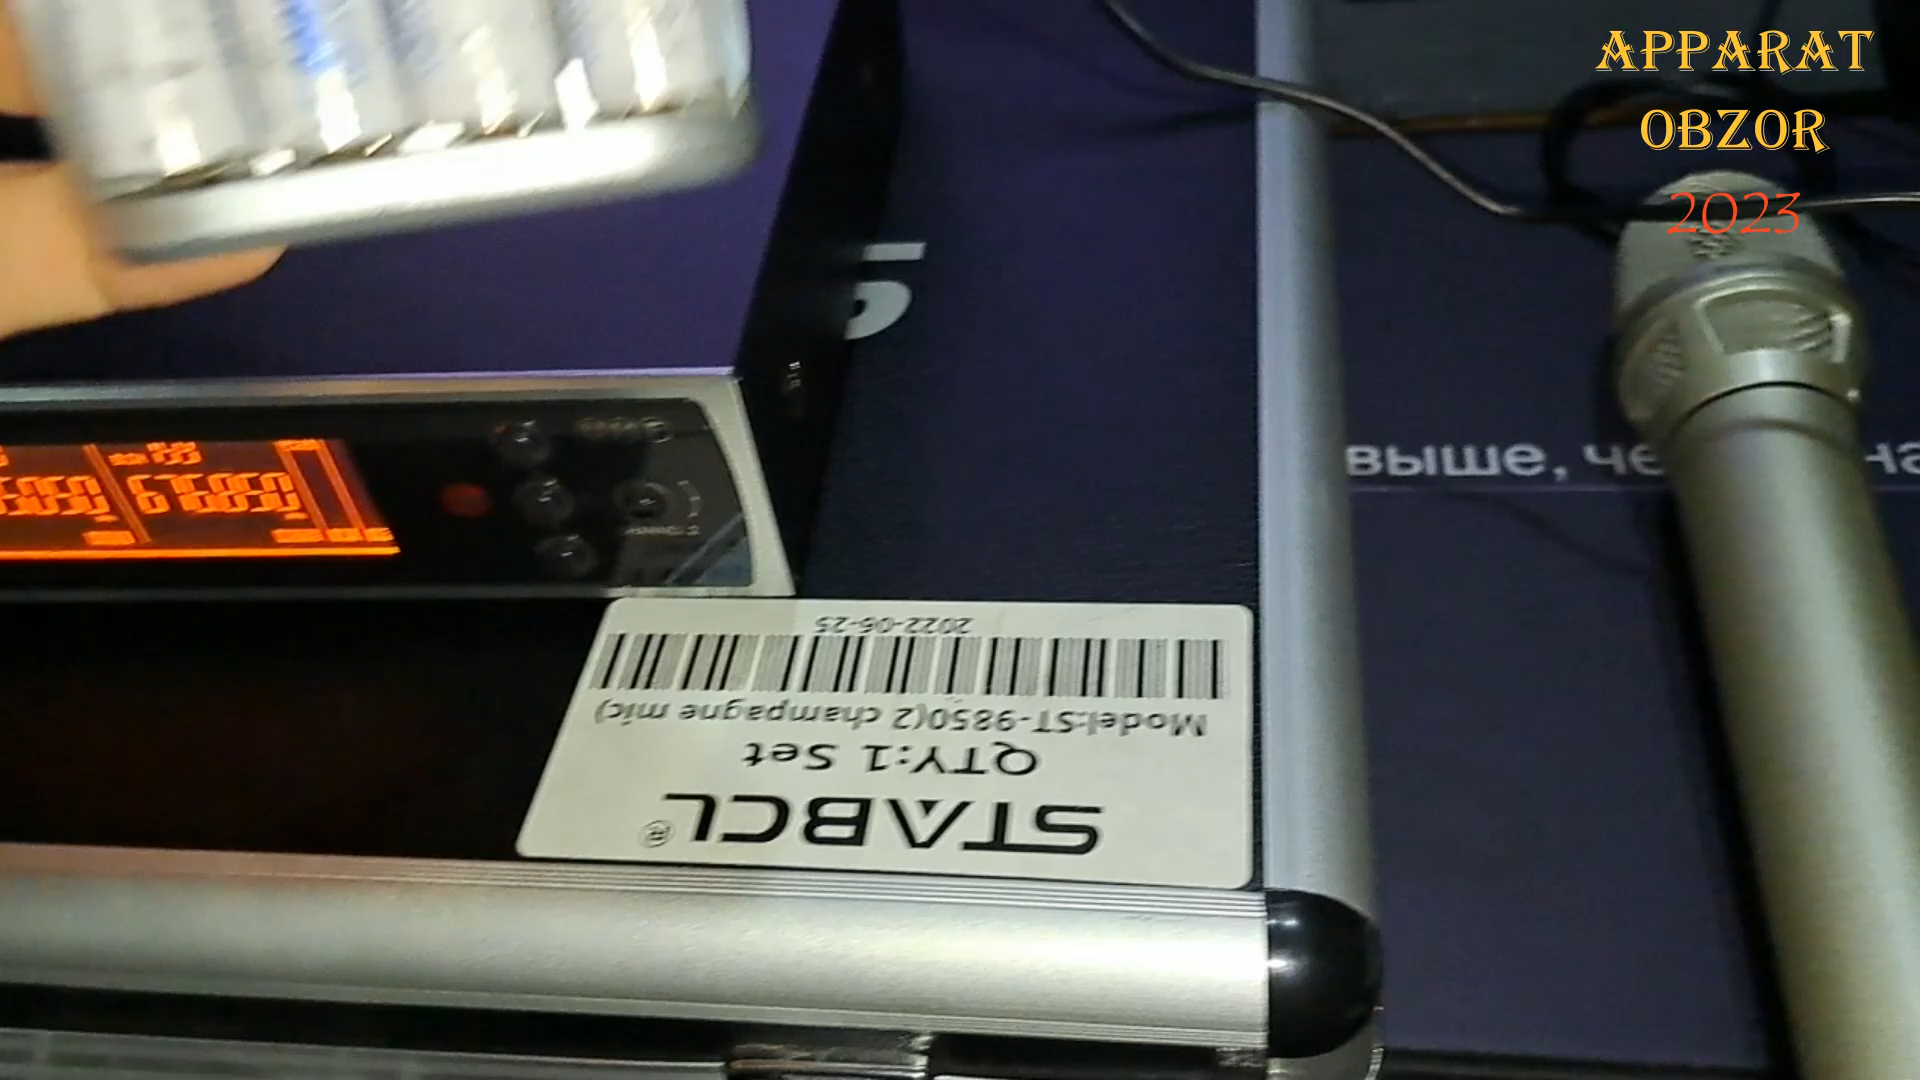 APPARAT
OBZOR
2023
выше, че
STABCL®
QTY:1 Set
Model:ST-9850(2 champagne mic)
2022-06-25